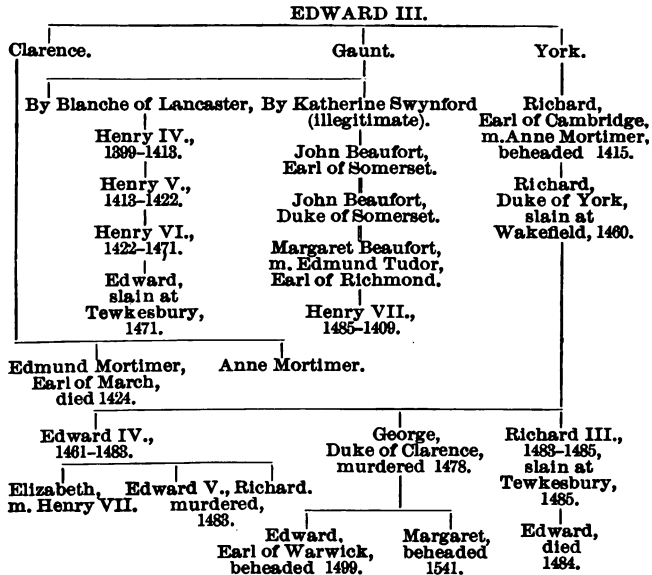 EDWARD III.
Clarence. Gaunt. York.
By Blanche of Lancaster, By Katherine Swynford
(illegitimate).
Henry IV.,
1399–1413.
Henry V.,
1413–1422.
Henry VI.,
1422–1471.
Edward,
slain at
Tewkesbury,
1471.
John Beaufort,
Earl of Somerset.
John Beaufort,
Duke of Somerset.
Margaret Beaufort,
m. Edmund Tudor,
Earl of Richmond.
Henry VII.,
1485–1409.
Richard,
Earl of Cambridge,
m. Anne Mortimer,
beheaded 1415.
Richard,
Duke of York,
slain at
Wakefield, 1460.
Edmund Mortimer,
Earl of March,
died 1424.
Anne Mortimer.
Edward IV.,
1461–1483.
George,
Duke of Clarence,
murdered 1478.
Richard III.,
1483–1485,
slain at
Tewkesbury,
1485.
Elizabeth,
m. Henry VII.
Edward V., Richard.
murdered,
1483.
Edward,
Earl of Warwick,
beheaded 1499.
Margaret,
beheaded
1541.
Edward,
died
1484.